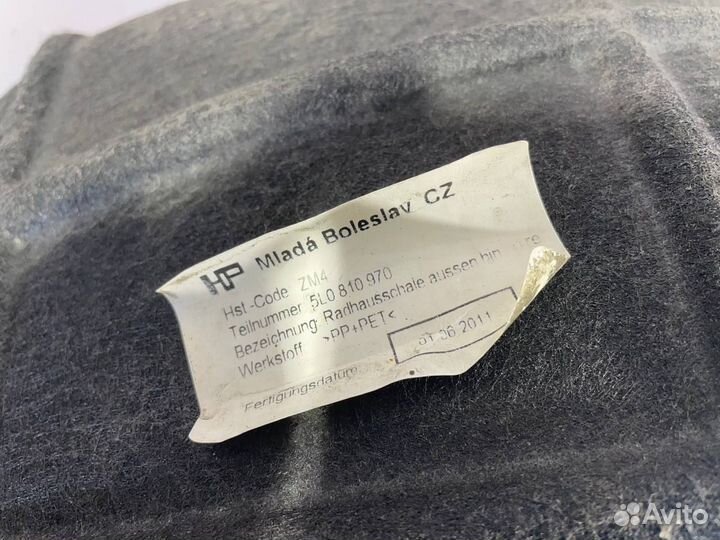 HP Mladá Boleslav CZ
Hst.-Code ZM4
Teilnummer 5L0 810 970
Bezeichnung Radhausschale aussen hin re
Werkstoff >PP+PET<
Fertigungsdatum: 01.06.2011
Avito